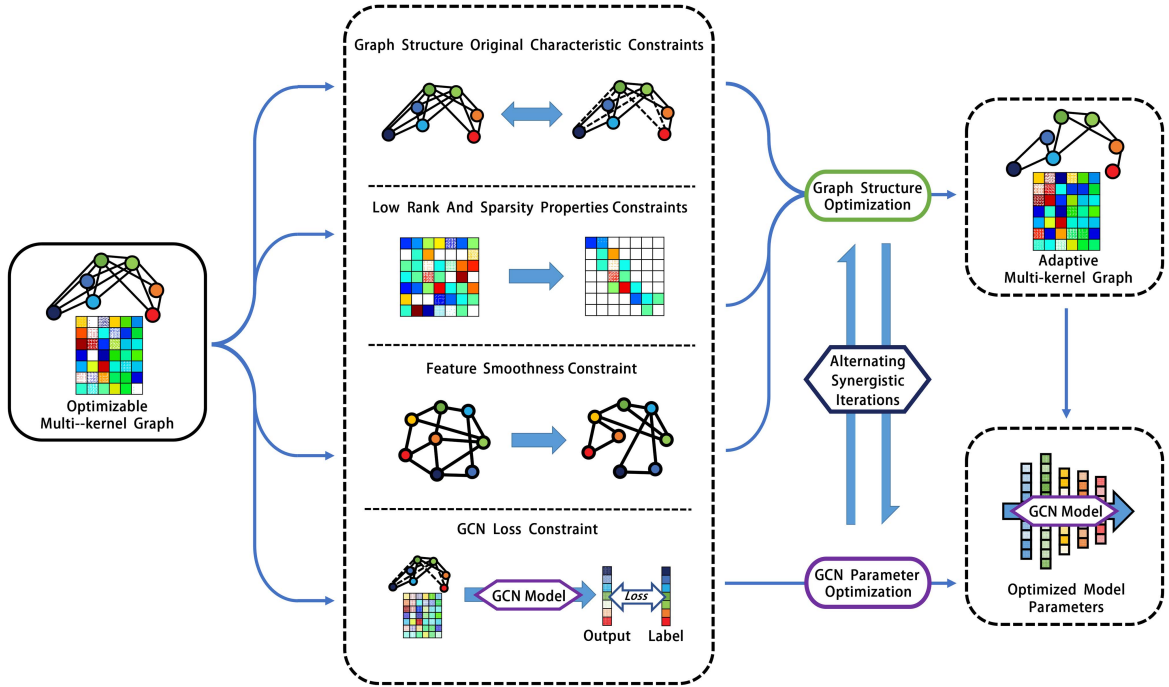 Optimizable
Multi--kernel Graph
Graph Structure Original Characteristic Constraints
Low Rank And Sparsity Properties Constraints
Feature Smoothness Constraint
GCN Loss Constraint
GCN Model
Loss
Output
Label
Graph Structure
Optimization
Alternating
Synergistic
Iterations
GCN Parameter
Optimization
Adaptive
Multi-kernel Graph
GCN Model
Optimized Model
Parameters